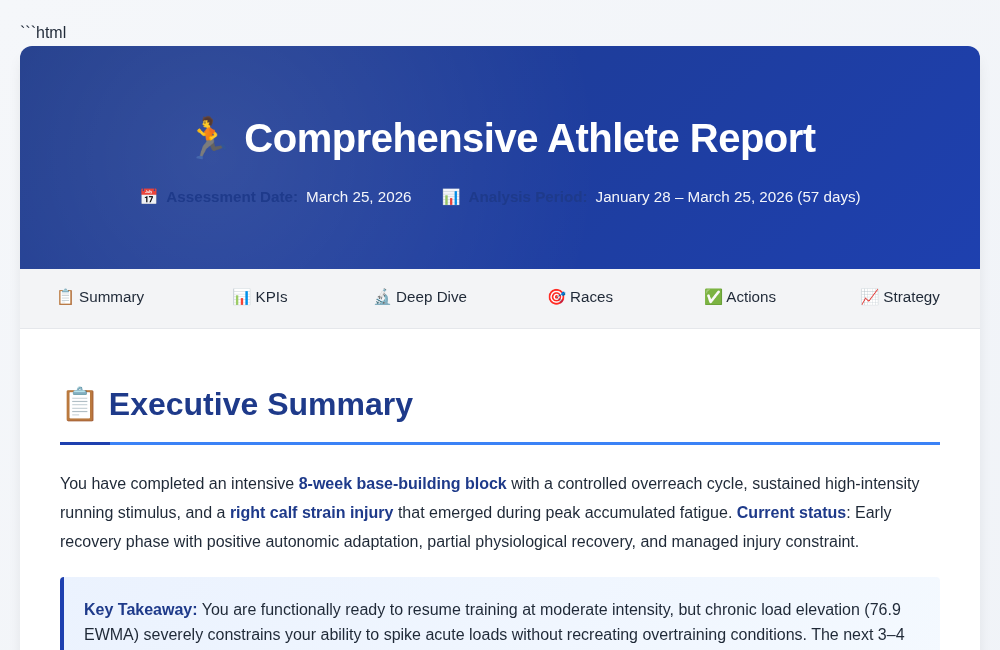 ```html
🏃 Comprehensive Athlete Report
📅 Assessment Date: March 25, 2026 📊 Analysis Period: January 28 – March 25, 2026 (57 days)
📋 Summary 📊 KPIs 🔬 Deep Dive 🎯 Races ✅ Actions 📈 Strategy
📋 Executive Summary
You have completed an intensive 8-week base-building block with a controlled overreach cycle, sustained high-intensity
running stimulus, and a right calf strain injury that emerged during peak accumulated fatigue. Current status: Early
recovery phase with positive autonomic adaptation, partial physiological recovery, and managed injury constraint.
Key Takeaway: You are functionally ready to resume training at moderate intensity, but chronic load elevation (76.9
EWMA) severely constrains your ability to spike acute loads without recreating overtraining conditions. The next 3–4